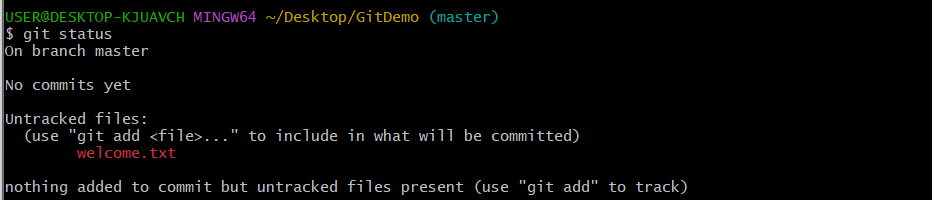 USER@DESKTOP-KJUAVCH MINGW64 ~/Desktop/GitDemo (master)
$ git status
On branch master
No commits yet
Untracked files:
(use "git add <file>..." to include in what will be committed)
welcome.txt
nothing added to commit but untracked files present (use "git add" to track)